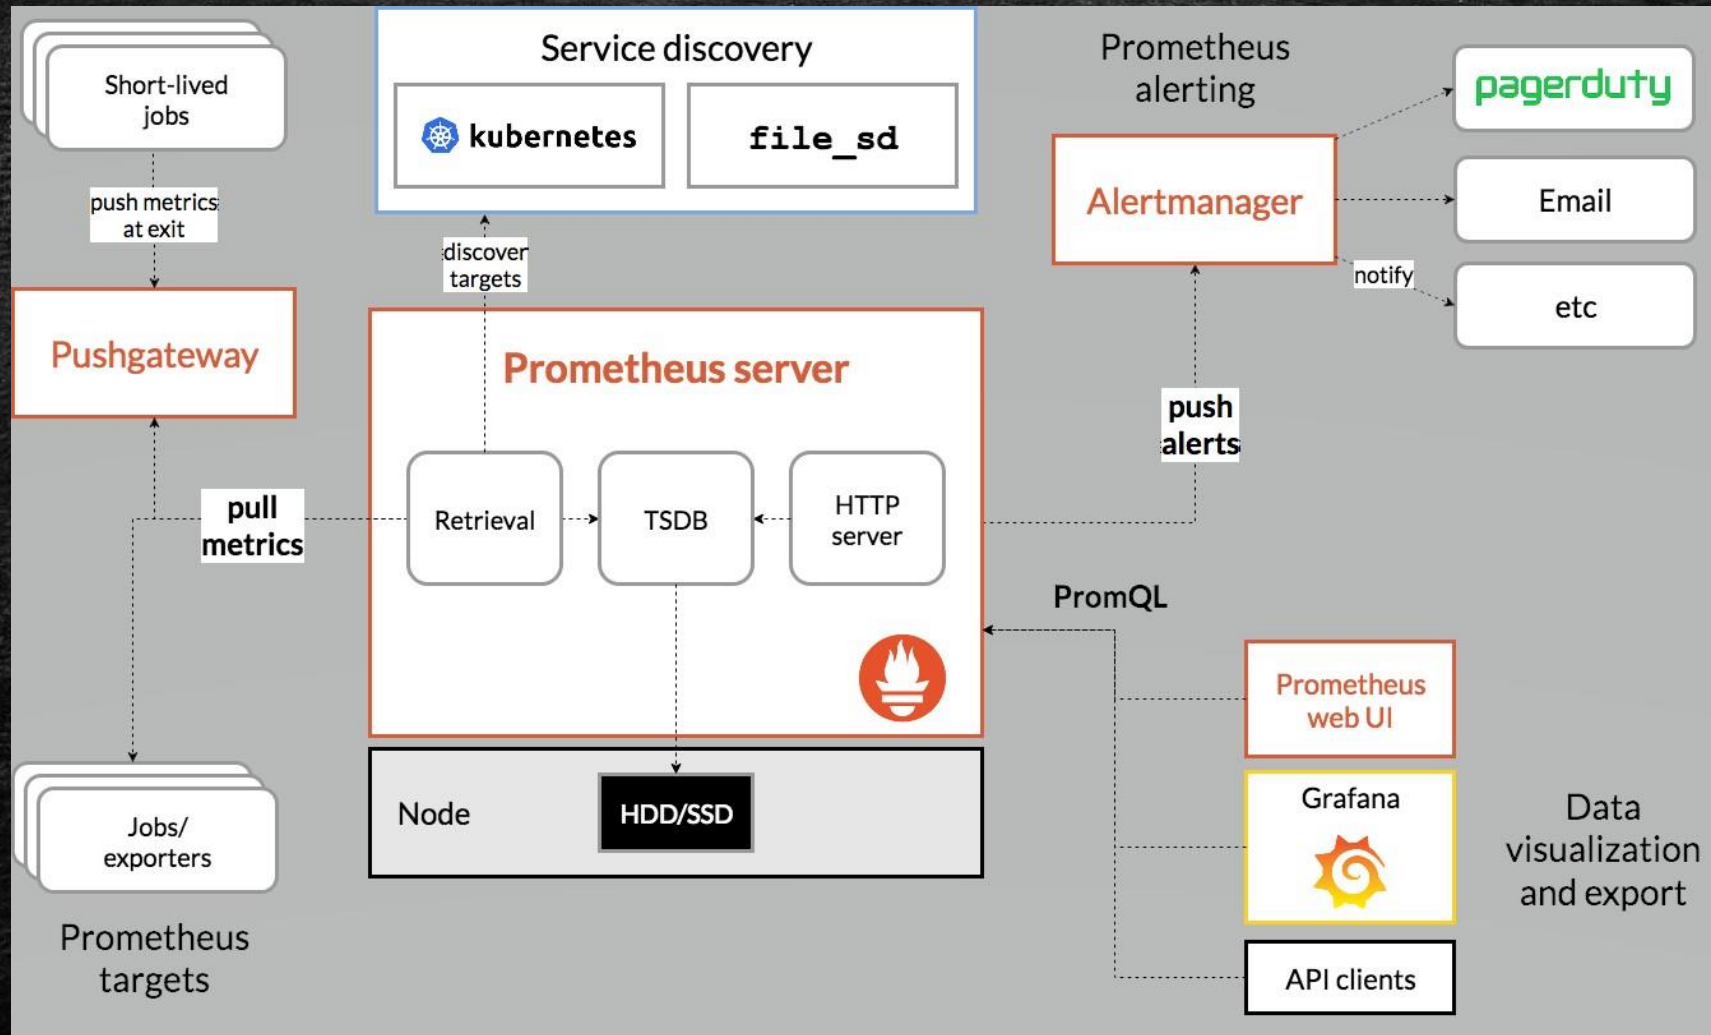 Short-lived
jobs
push metrics
at exit
Pushgateway
pull
metrics
Jobs/
exporters
Prometheus
targets
Service discovery
kubernetes
file_sd
discover
targets
Prometheus server
Retrieval
TSDB
HTTP
server
Node
HDD/SSD
Prometheus
alerting
Alertmanager
pagerduty
Email
notify
etc
push
alerts
PromQL
Prometheus
web UI
Grafana
API clients
Data
visualization
and export